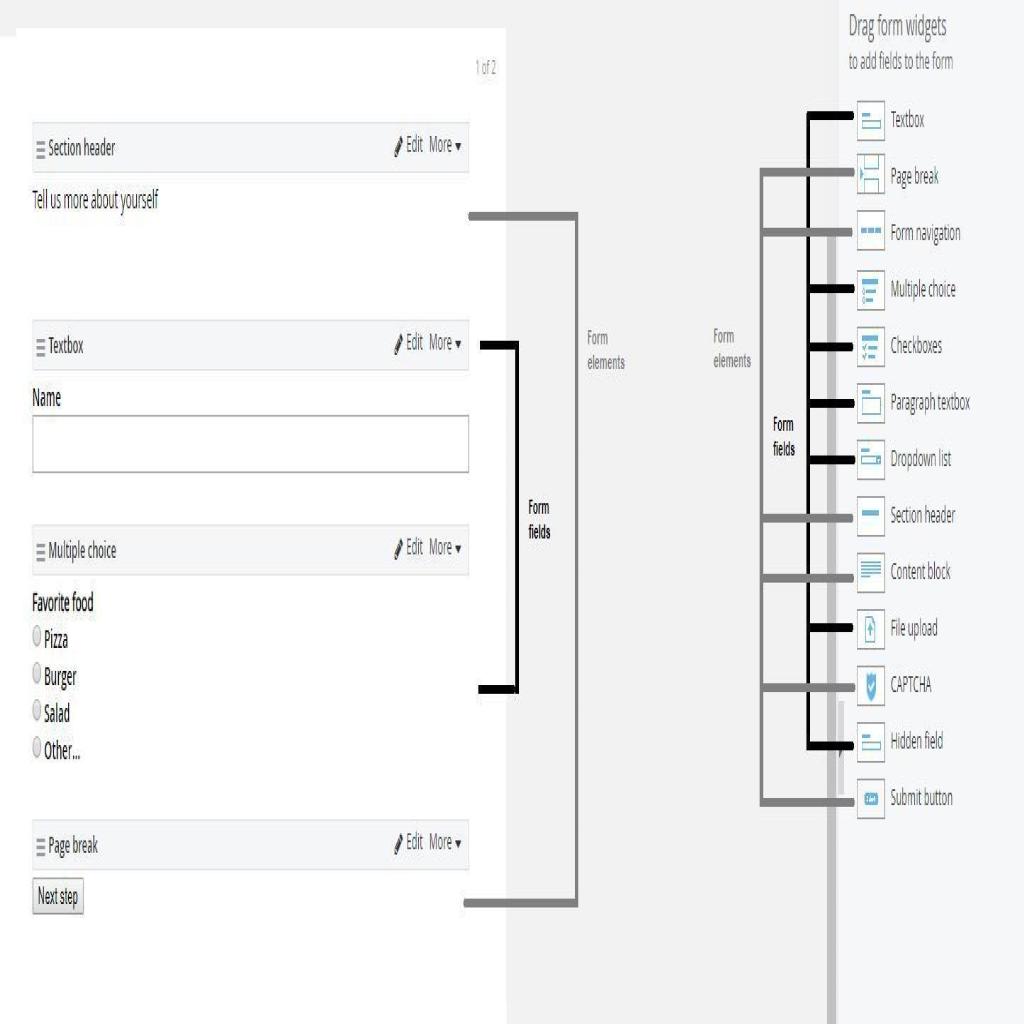 1 of 2
Section header
Edit More
Tell us more about yourself
Textbox
Edit More
Name
Multiple choice
Edit More
Favorite food
Pizza
Burger
Salad
Other...
Page break
Edit More
Next step
Form
fields
Form
elements
Form
elements
Form
fields
Drag form widgets
to add fields to the form
Textbox
Page break
Form navigation
Multiple choice
Checkboxes
Paragraph textbox
Dropdown list
Section header
Content block
File upload
CAPTCHA
Hidden field
Submit button